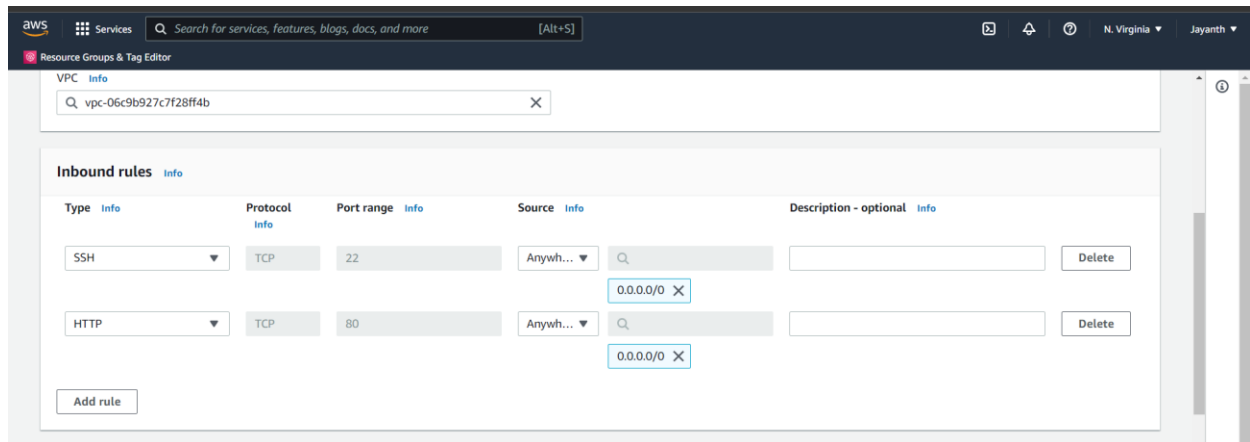 aws Services Search for services, features, blogs, docs, and more [Alt+S] N. Virginia Jayanth
Resource Groups & Tag Editor
VPC Info
vpc-06c9b927c7f28ff4b
Inbound rules Info
Type Info Protocol Info Port range Info Source Info Description - optional Info
SSH TCP 22 Anywh... Delete
0.0.0.0/0
HTTP TCP 80 Anywh... Delete
0.0.0.0/0
Add rule